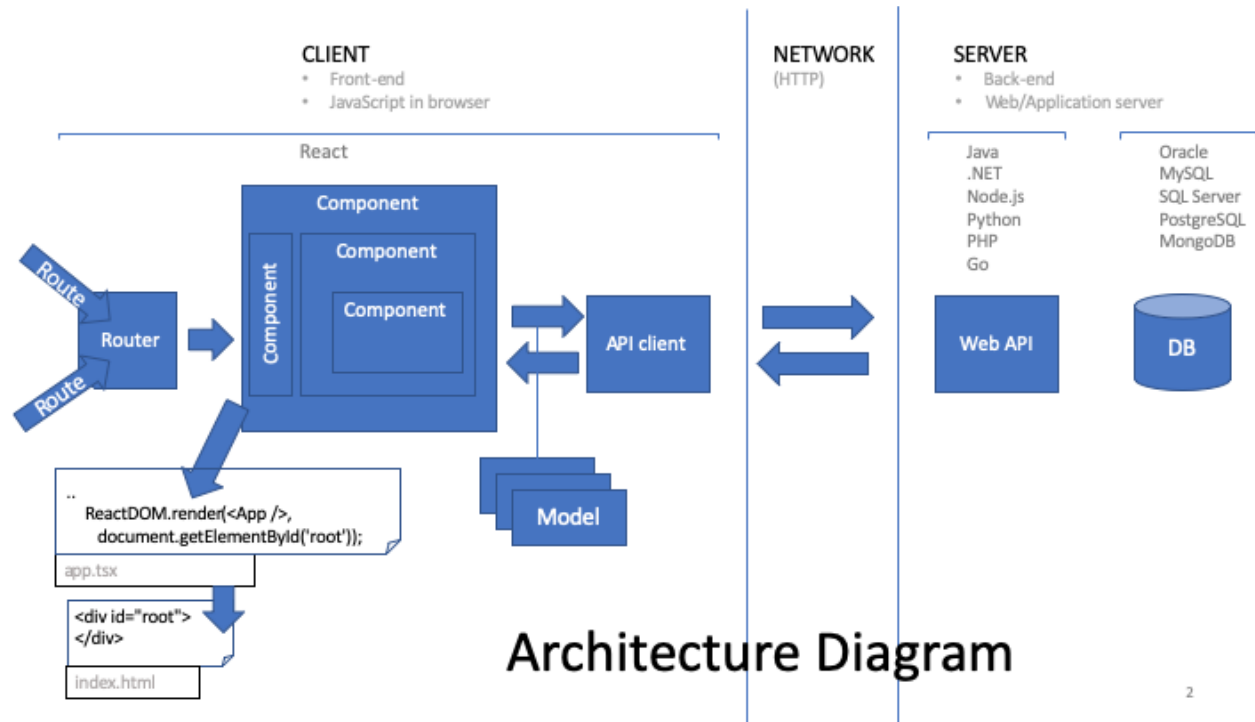 CLIENT
• Front-end
• JavaScript in browser
NETWORK
(HTTP)
SERVER
• Back-end
• Web/Application server
React
Java
.NET
Node.js
Python
PHP
Go
Oracle
MySQL
SQL Server
PostgreSQL
MongoDB
Route
Route
Router
Component
Component
Component
Component
API client
Web API
DB
Model
..
ReactDOM.render(<App />,
document.getElementById('root'));
app.tsx
<div id="root">
</div>
index.html
Architecture Diagram
2